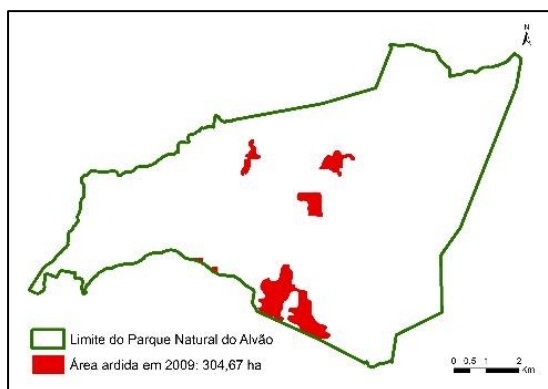 N
Limite do Parque Natural do Alvão
Área ardida em 2009: 304,67 ha
0 0.5 1 2
Km